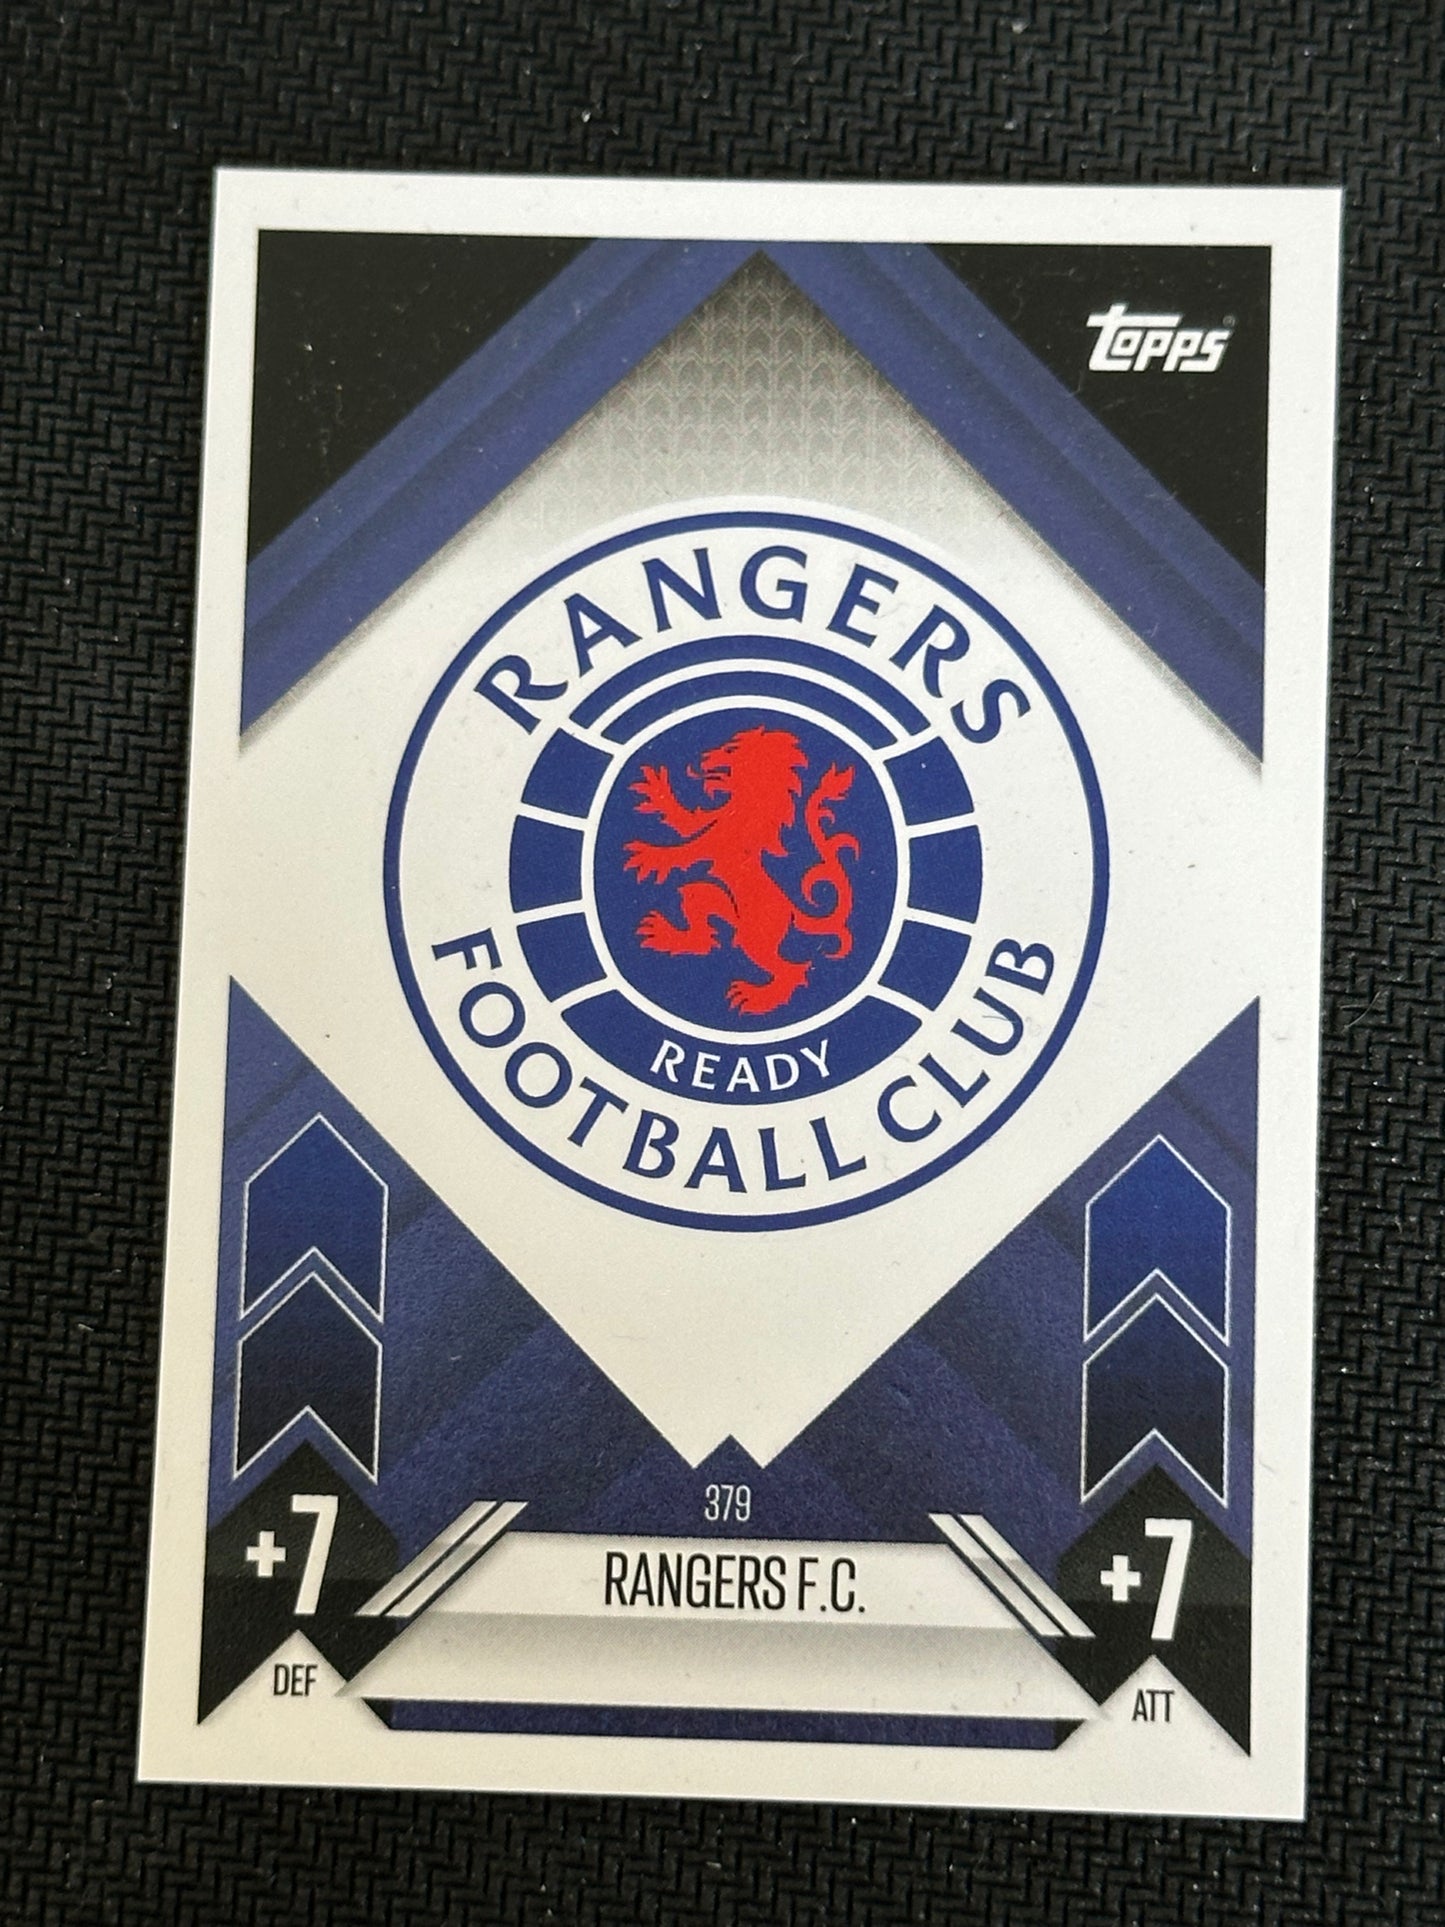 Topps®
RANGERS
READY
FOOTBALL CLUB
379
RANGERS F.C.
+7
DEF
+7
ATT